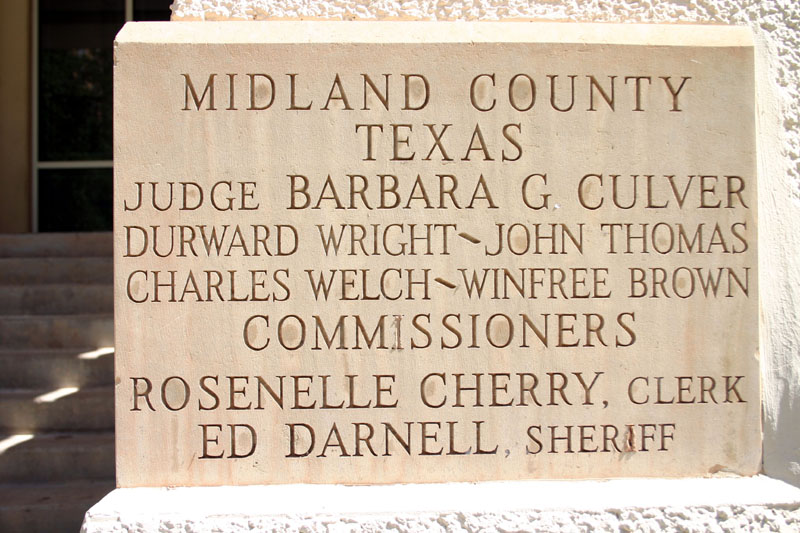 MIDLAND COUNTY
TEXAS
JUDGE BARBARA G. CULVER
DURWARD WRIGHT~JOHN THOMAS
CHARLES WELCH~WINFREE BROWN
COMMISSIONERS
ROSENELLE CHERRY, CLERK
ED DARNELL, SHERIFF